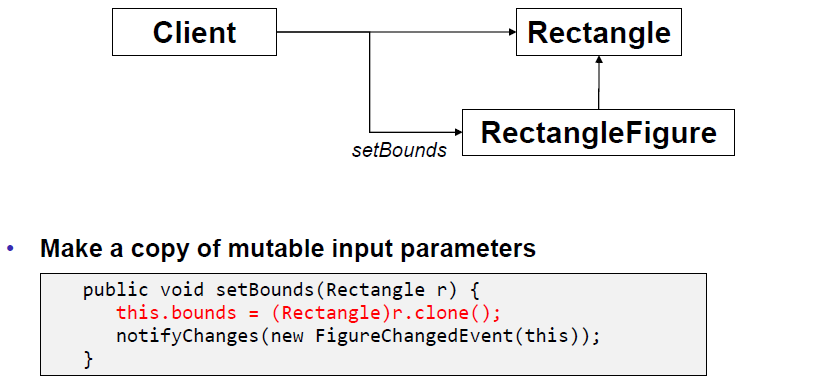 Client
Rectangle
RectangleFigure
setBounds
• Make a copy of mutable input parameters
public void setBounds(Rectangle r) {
this.bounds = (Rectangle)r.clone();
notifyChanges(new FigureChangedEvent(this));
}